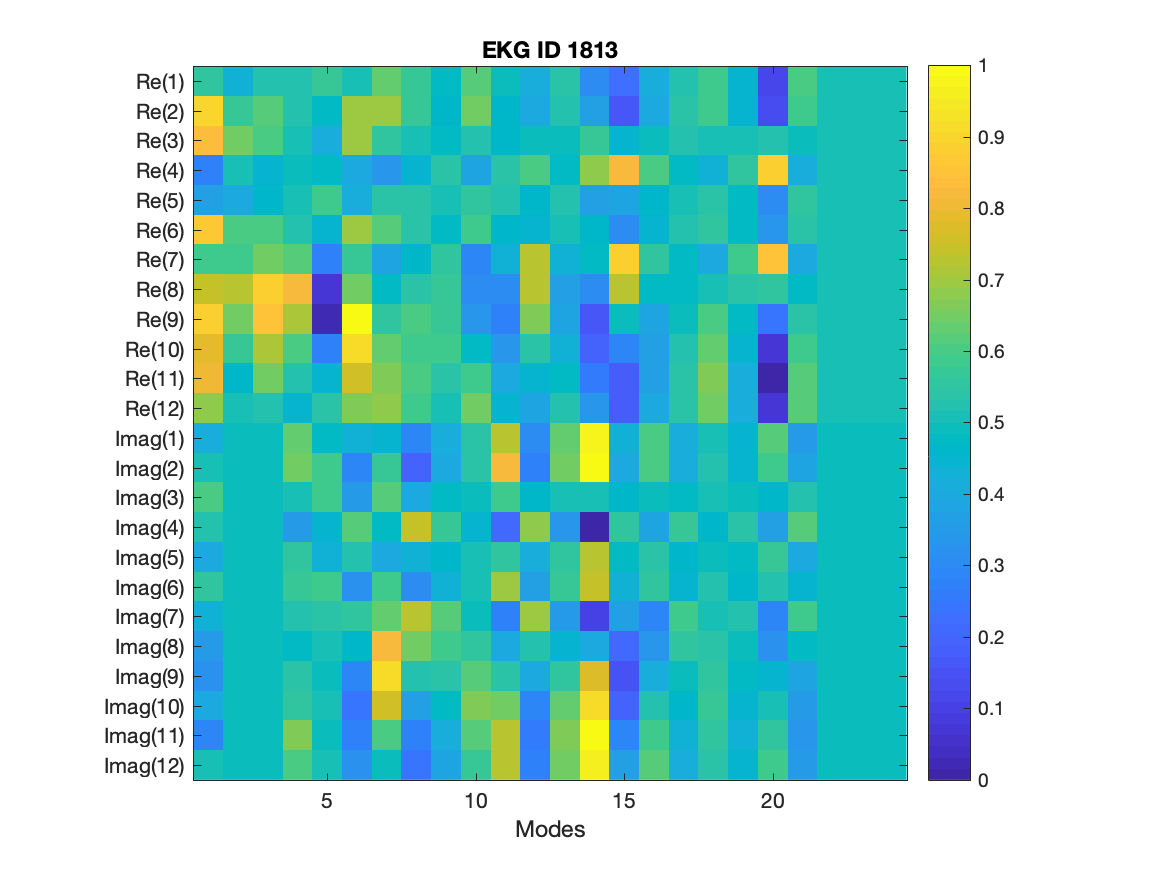 EKG ID 1813
Re(1)
Re(2)
Re(3)
Re(4)
Re(5)
Re(6)
Re(7)
Re(8)
Re(9)
Re(10)
Re(11)
Re(12)
Imag(1)
Imag(2)
Imag(3)
Imag(4)
Imag(5)
Imag(6)
Imag(7)
Imag(8)
Imag(9)
Imag(10)
Imag(11)
Imag(12)
5 10 15 20
Modes
1
0.9
0.8
0.7
0.6
0.5
0.4
0.3
0.2
0.1
0